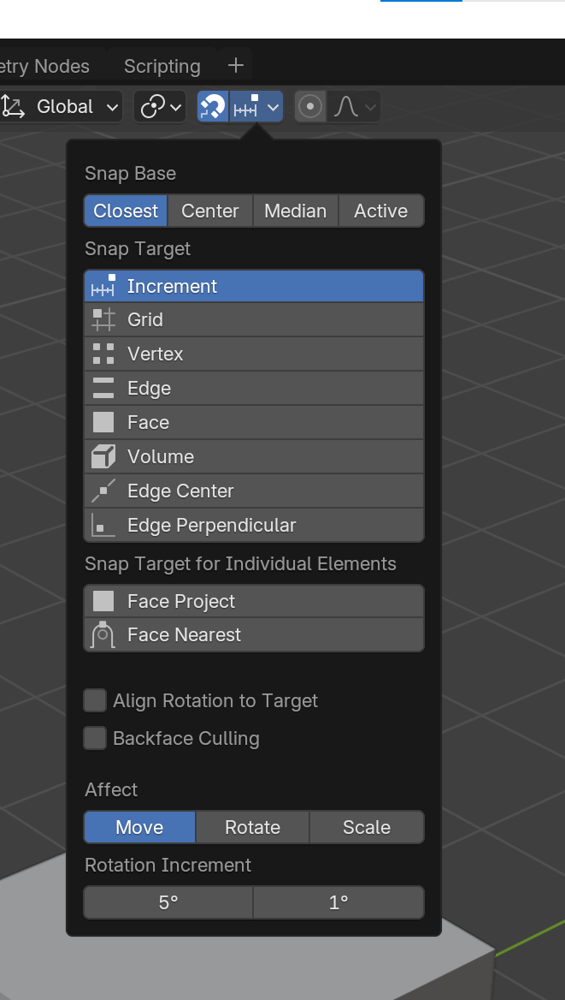 etry Nodes Scripting +
Global
Snap Base
Closest Center Median Active
Snap Target
Increment
Grid
Vertex
Edge
Face
Volume
Edge Center
Edge Perpendicular
Snap Target for Individual Elements
Face Project
Face Nearest
Align Rotation to Target
Backface Culling
Affect
Move Rotate Scale
Rotation Increment
5° 1°